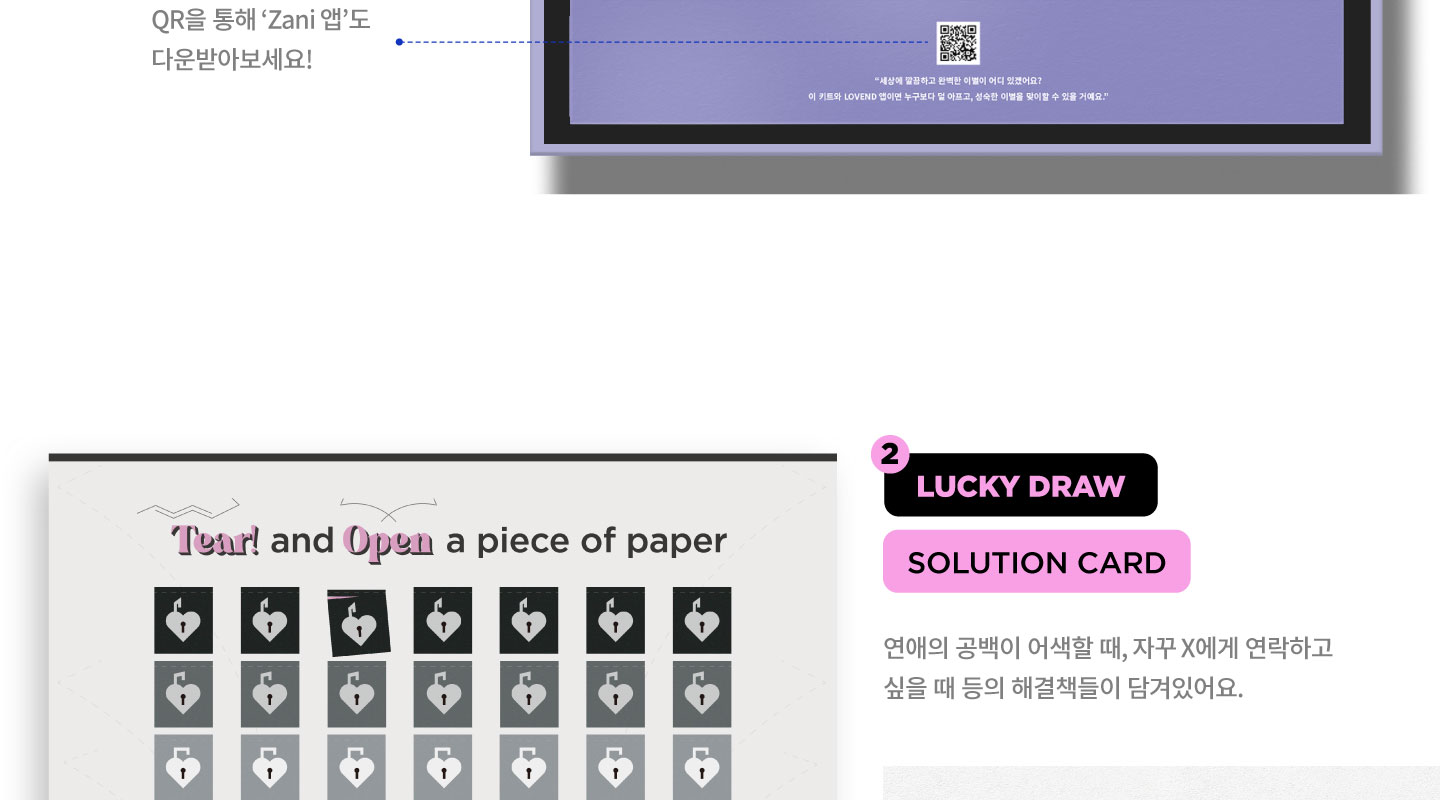 QR을 통해 ‘Zani 앱’도
다운받아보세요!
“세상에 깔끔하고 완벽한 이별이 어디 있겠어요?
이 키트와 LOVEND 앱이면 누구보다 덜 아프고, 성숙한 이별을 맞이할 수 있을 거예요.”
Tear! and Open a piece of paper
2
LUCKY DRAW
SOLUTION CARD
연애의 공백이 어색할 때, 자꾸 X에게 연락하고
싶을 때 등의 해결책들이 담겨있어요.